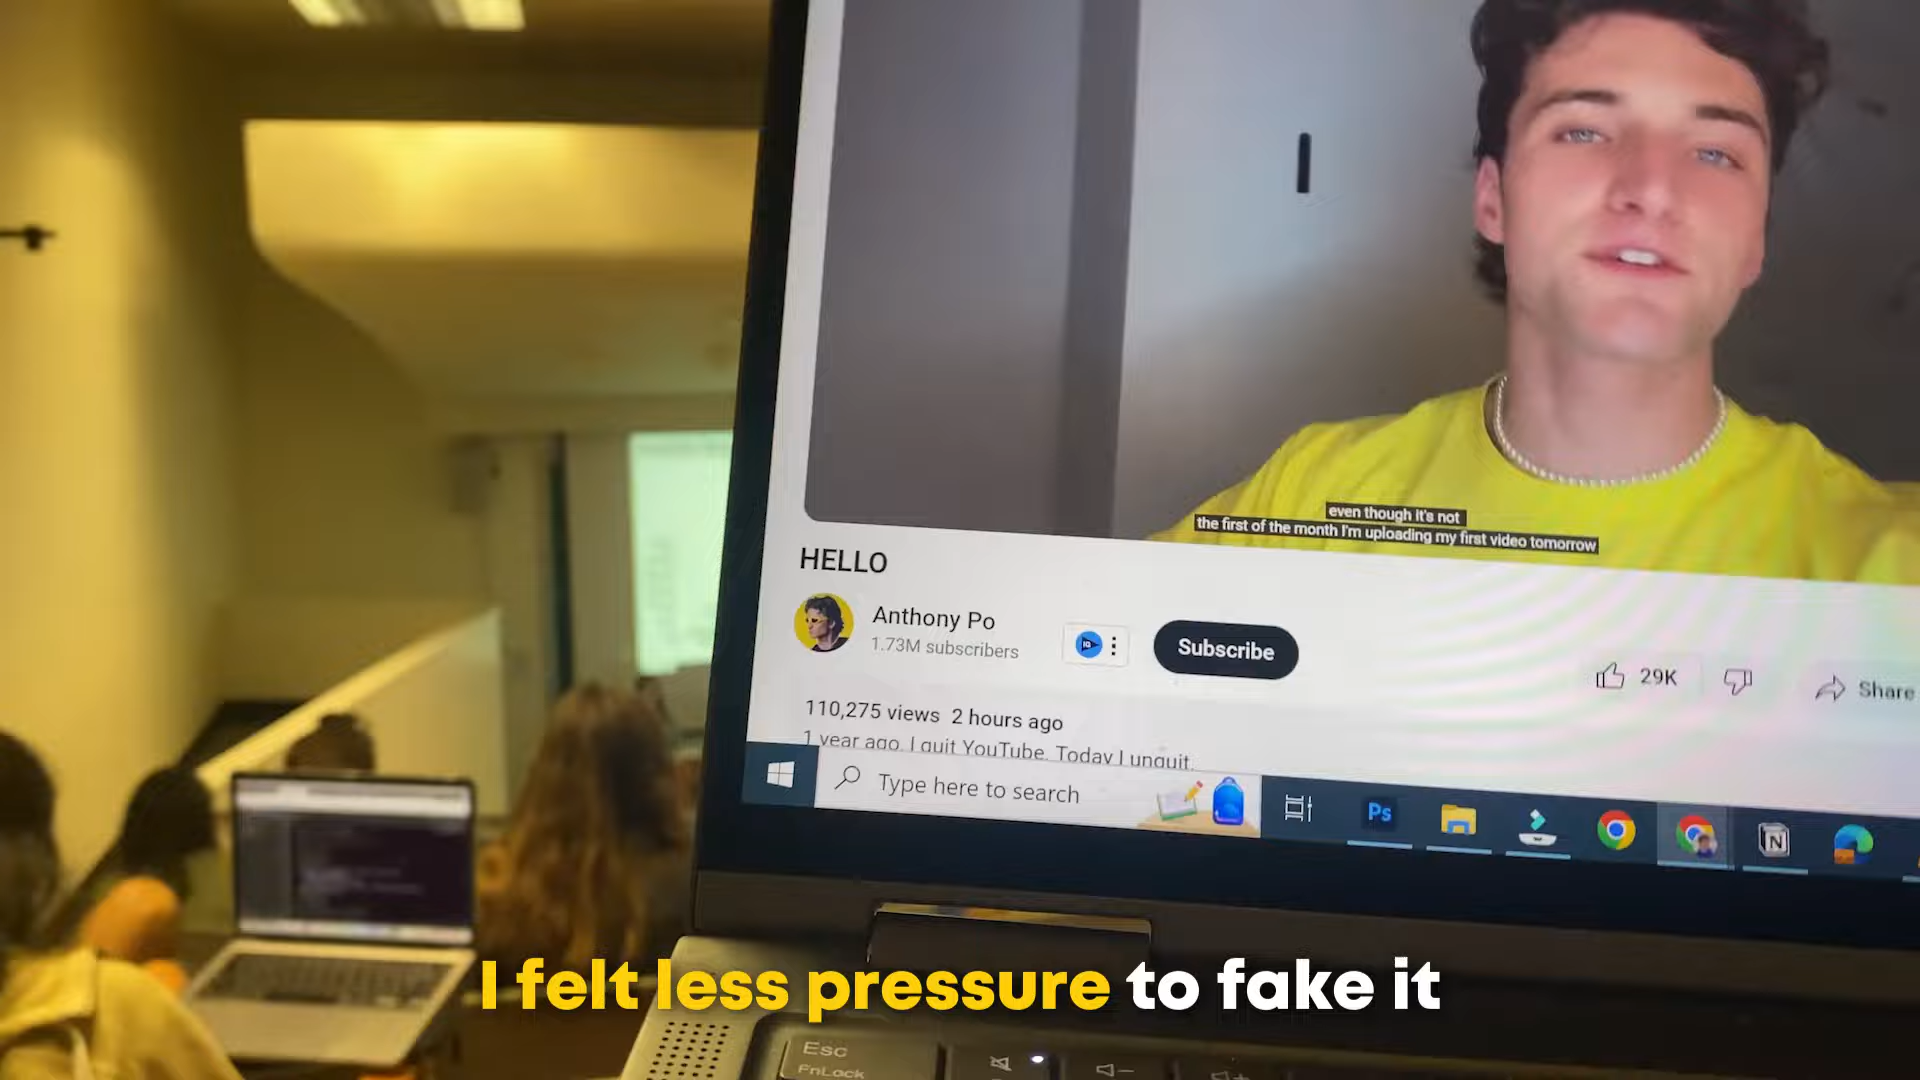 even though it's not
the first of the month I'm uploading my first video tomorrow
HELLO
Anthony Po
1.73M subscribers
Subscribe
29K
Share
110,275 views 2 hours ago
1 year ago, I quit YouTube. Today I unquit.
Type here to search
Ps
N
I felt less pressure to fake it
Esc
FnLock